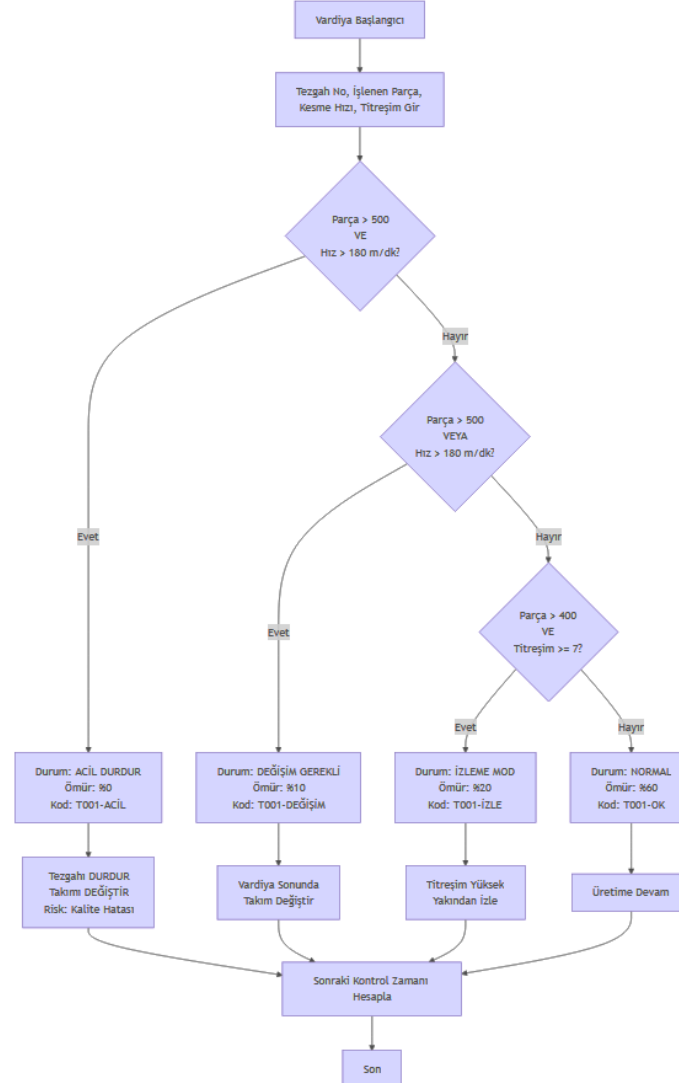 Vardiya Başlangıcı
Tezgah No, İşlenen Parça,
Kesme Hızı, Titreşim Gir
Parça > 500
VE
Hız > 180 m/dk?
Hayır
Parça > 500
VEYA
Hız > 180 m/dk?
Evet
Hayır
Parça > 400
VE
Titreşim >= 7?
Evet
Evet
Hayır
Durum: ACİL DURDUR
Ömür: %0
Kod: T001-ACİL
Durum: DEĞİŞİM GEREKLİ
Ömür: %10
Kod: T001-DEĞİŞİM
Durum: İZLEME MOD
Ömür: %20
Kod: T001-İZLE
Durum: NORMAL
Ömür: %60
Kod: T001-OK
Tezgahı DURDUR
Takımı DEĞİŞTİR
Risk: Kalite Hatası
Vardiya Sonunda
Takım Değiştir
Titreşim Yüksek
Yakından İzle
Üretime Devam
Sonraki Kontrol Zamanı
Hesapla
Son